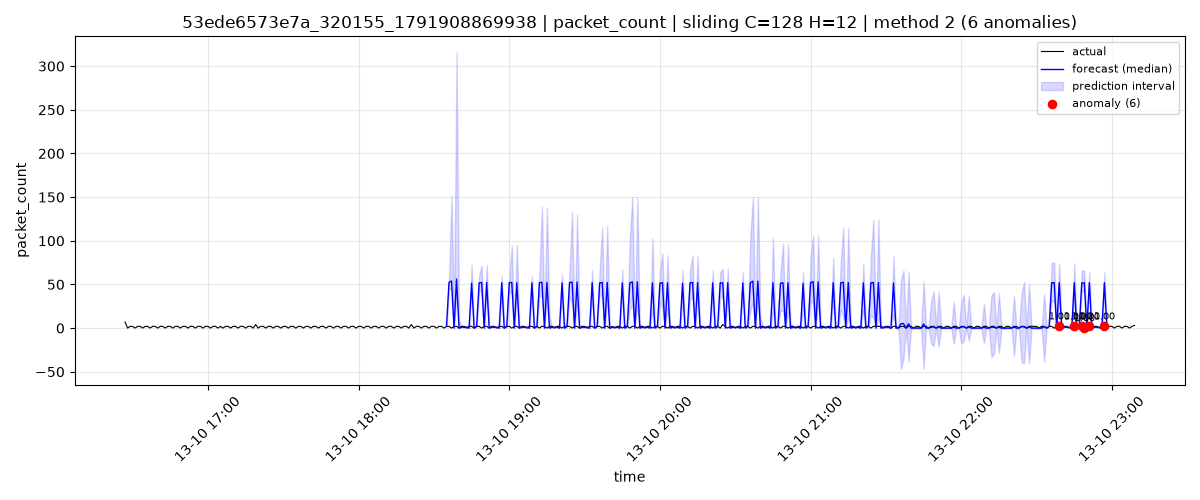 53ede6573e7a_320155_1791908869938 | packet_count | sliding C=128 H=12 | method 2 (6 anomalies)
actual
forecast (median)
prediction interval
anomaly (6)
packet_count
300
250
200
150
100
50
0
−50
13-10 17:00
13-10 18:00
13-10 19:00
13-10 20:00
13-10 21:00
13-10 22:00
13-10 23:00
time